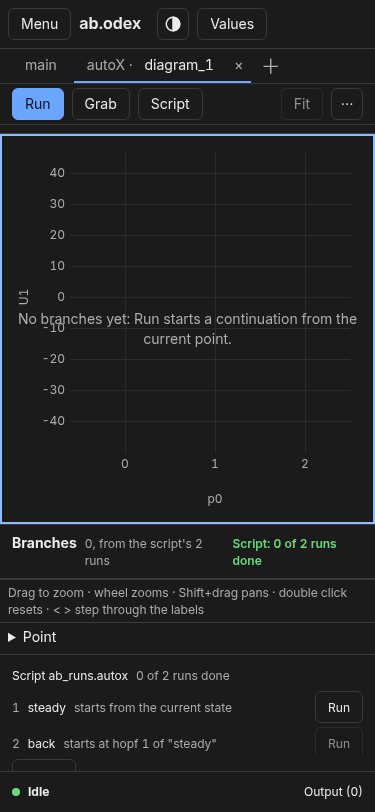 Menu ab.odex Values
main autoX · diagram_1 × +
Run Grab Script Fit ...
40
30
20
10
0
-10
-20
-30
-40
U1
No branches yet: Run starts a continuation from the
current point.
0 1 2
p0
Branches 0, from the script's 2 runs Script: 0 of 2 runs done
Drag to zoom · wheel zooms · Shift+drag pans · double click
resets · < > step through the labels
▶ Point
Script ab_runs.autox 0 of 2 runs done
1 steady starts from the current state Run
2 back starts at hopf 1 of "steady" Run
Idle Output (0)